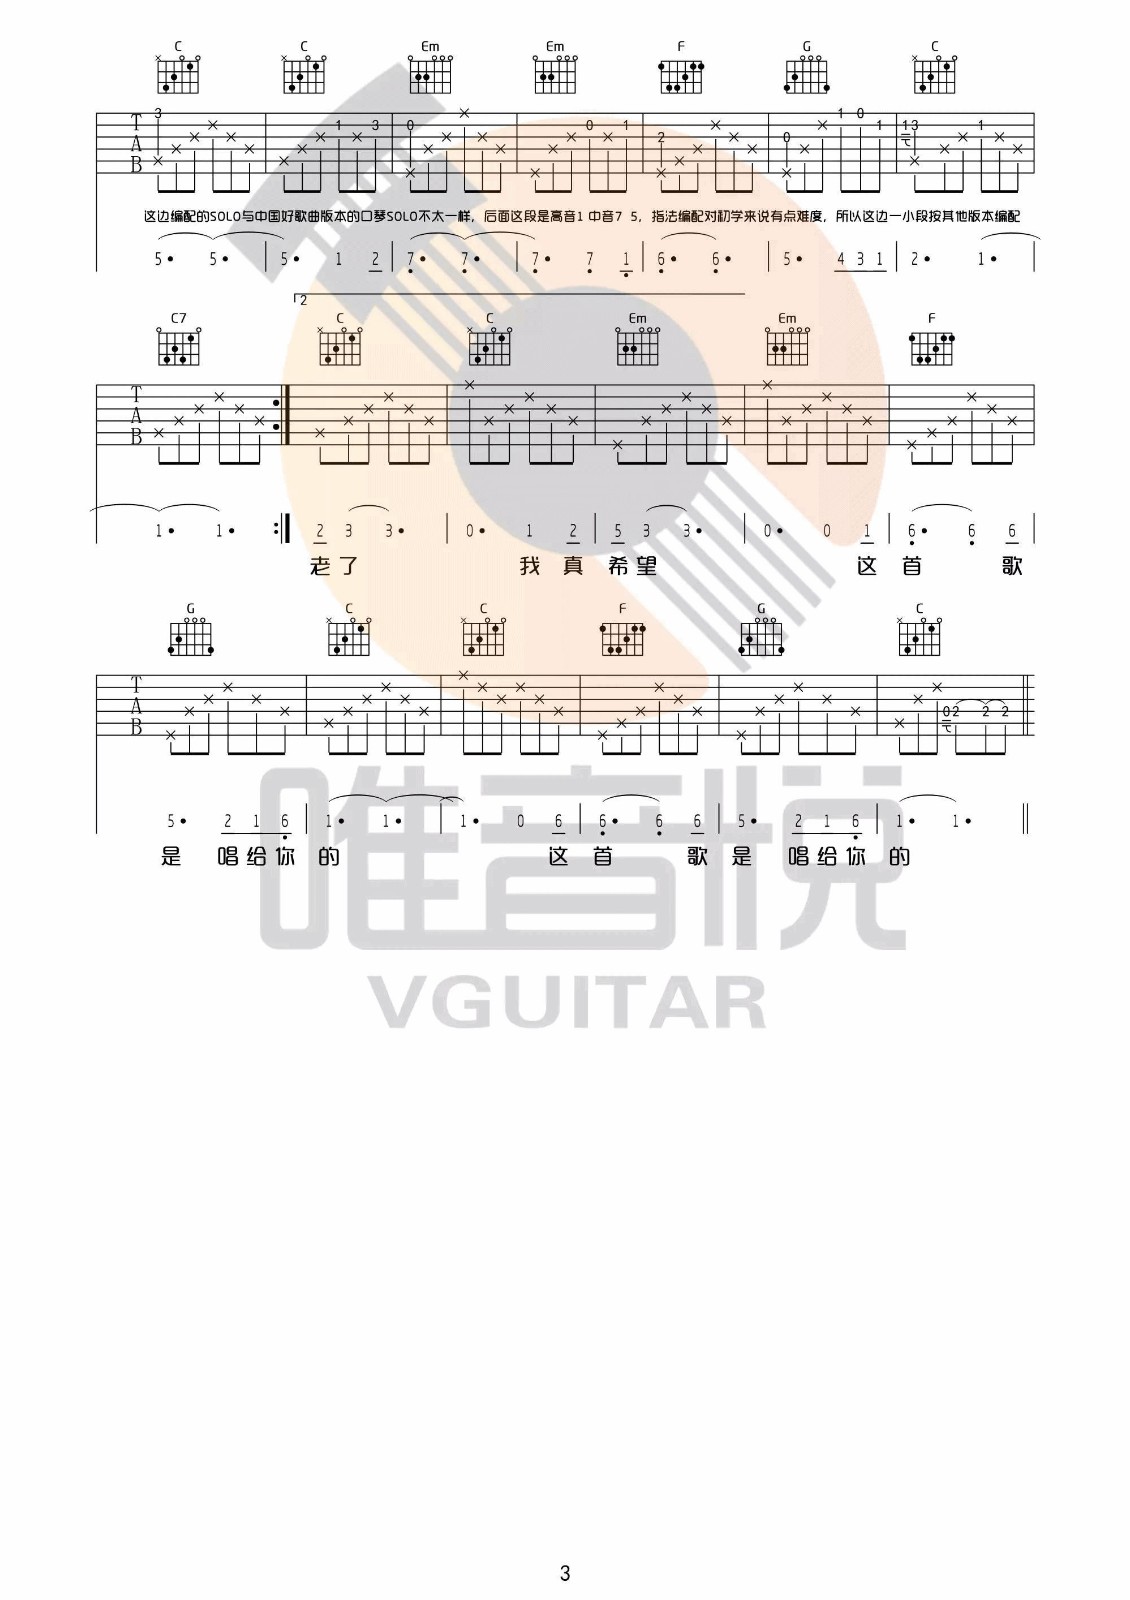 C C Em Em F G C
3 1 3 0 0 1 2 0 1 0 1 1 3 1
T
A
B
这边编配的SOLO与中国好歌曲版本的口琴SOLO不太一样，后面这段是高音1 中音7 5，指法编配对初学来说有点难度，所以这边一小段按其他版本编配
5• 5• 5• 1 2 7• 7• 7• 7 1 6• 6• 5• 4 3 1 2• 1•
2
C7 C C Em Em F
T
A
B
1• 1• 2 3 3• 0• 1 2 5 3 3• 0• 0 1 6• 6 6
老了 我真希望 这首 歌
G C C F G C
T
A
B
0 2 2 2
5• 2 1 6 1• 1• 1• 0 6 6• 6 6 5• 2 1 6 1• 1•
是 唱给你的 这首 歌是 唱给你的
唯音悦
VGUITAR
3